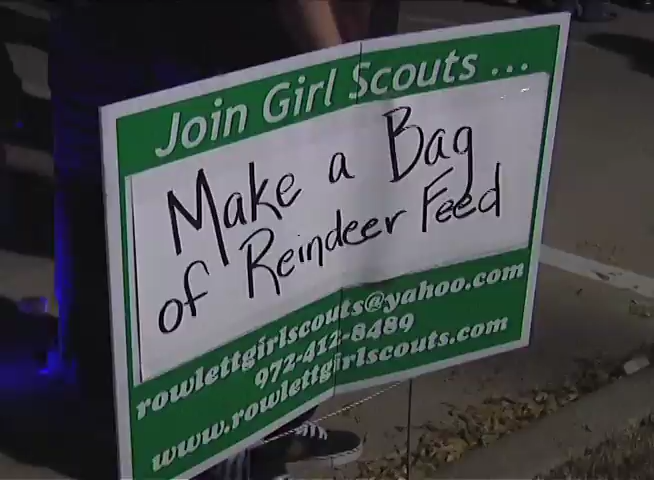 Join Girl Scouts ...
Make a Bag
of Reindeer Feed
rowlettgirlscouts@yahoo.com
972-412-8489
www.rowlettgirlscouts.com